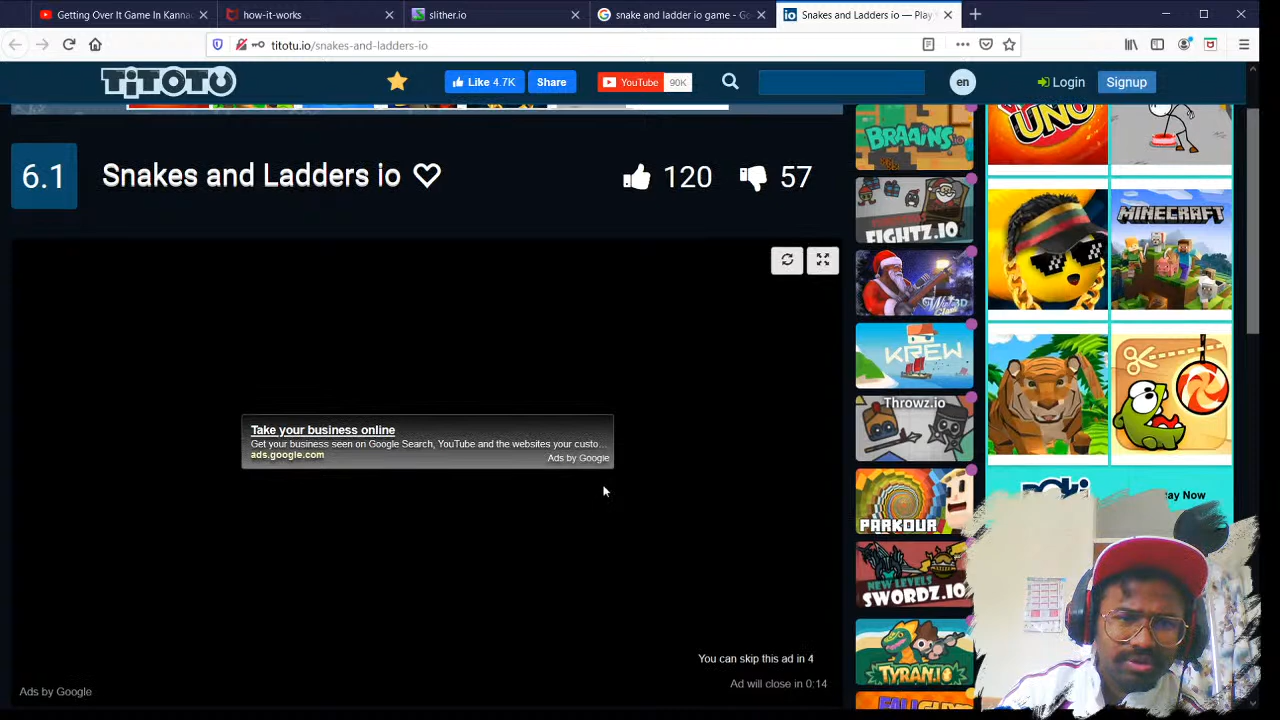 Getting Over It Game In Kanna
how-it-works
slither.io
snake and ladder io game - Go
Snakes and Ladders io — Play
titotu.io/snakes-and-ladders-io
TiTOTU
Like 4.7K
Share
YouTube
90K
en
Login
Signup
6.1
Snakes and Ladders io
120
57
BRAAINS
UNO
FIGHTZ.IO
MINECRAFT
KREW
Throwz.io
Take your business online
Get your business seen on Google Search, YouTube and the websites your custo...
ads.google.com
Ads by Google
PARKOUR
NEW LEVELS
SWORDZ.IO
TYRAN.IO
You can skip this ad in 4
Ad will close in 0:14
Ads by Google